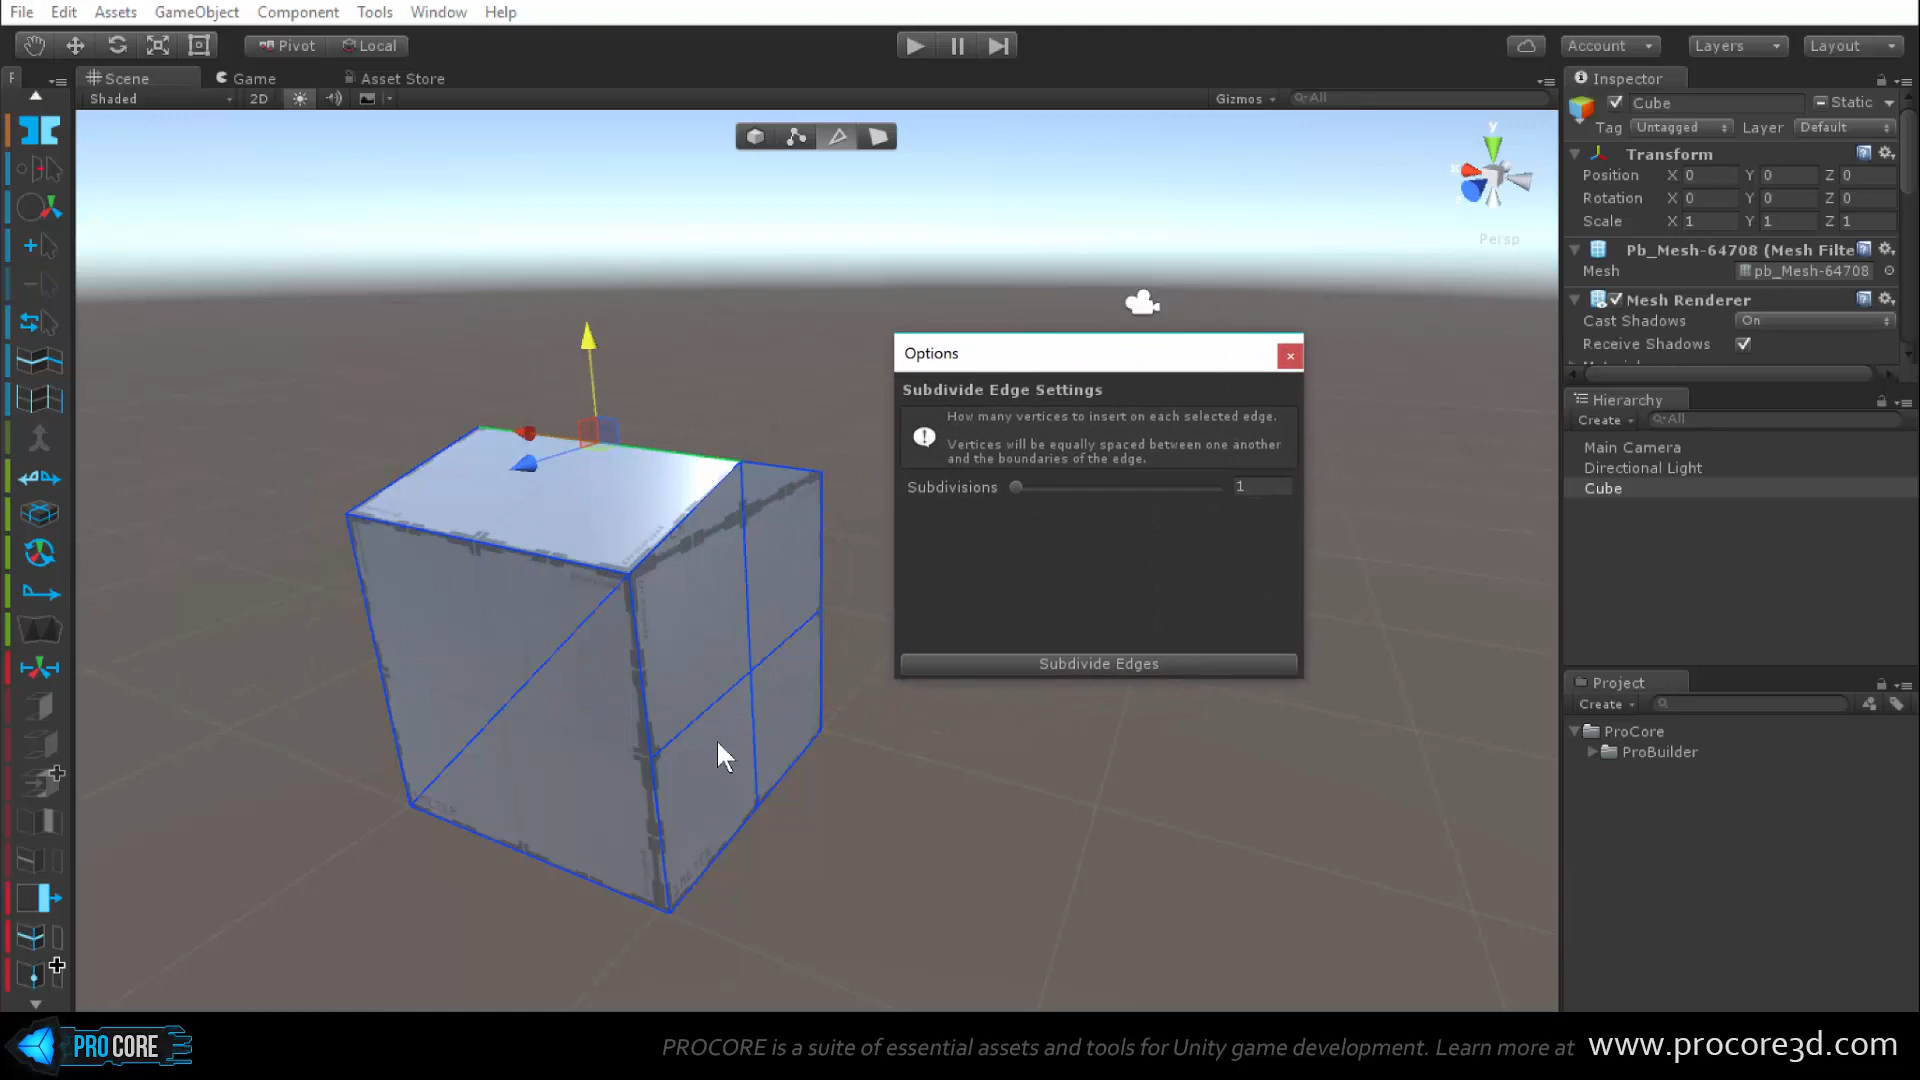 File Edit Assets GameObject Component Tools Window Help
Pivot Local Account Layers Layout
Scene Game Asset Store
Shaded 2D Gizmos All
Inspector
Cube Static
Tag Untagged Layer Default
Transform
Position X 0 Y 0 Z 0
Rotation X 0 Y 0 Z 0
Scale X 1 Y 1 Z 1
Pb_Mesh-64708 (Mesh Filte
Mesh pb_Mesh-64708
Mesh Renderer
Cast Shadows On
Receive Shadows
y
Persp
Options
Subdivide Edge Settings
How many vertices to insert on each selected edge.
Vertices will be equally spaced between one another
and the boundaries of the edge.
Subdivisions 1
Subdivide Edges
Hierarchy
Create All
Main Camera
Directional Light
Cube
Project
Create
ProCore
ProBuilder
PROCORE
PROCORE is a suite of essential assets and tools for Unity game development. Learn more at www.procore3d.com